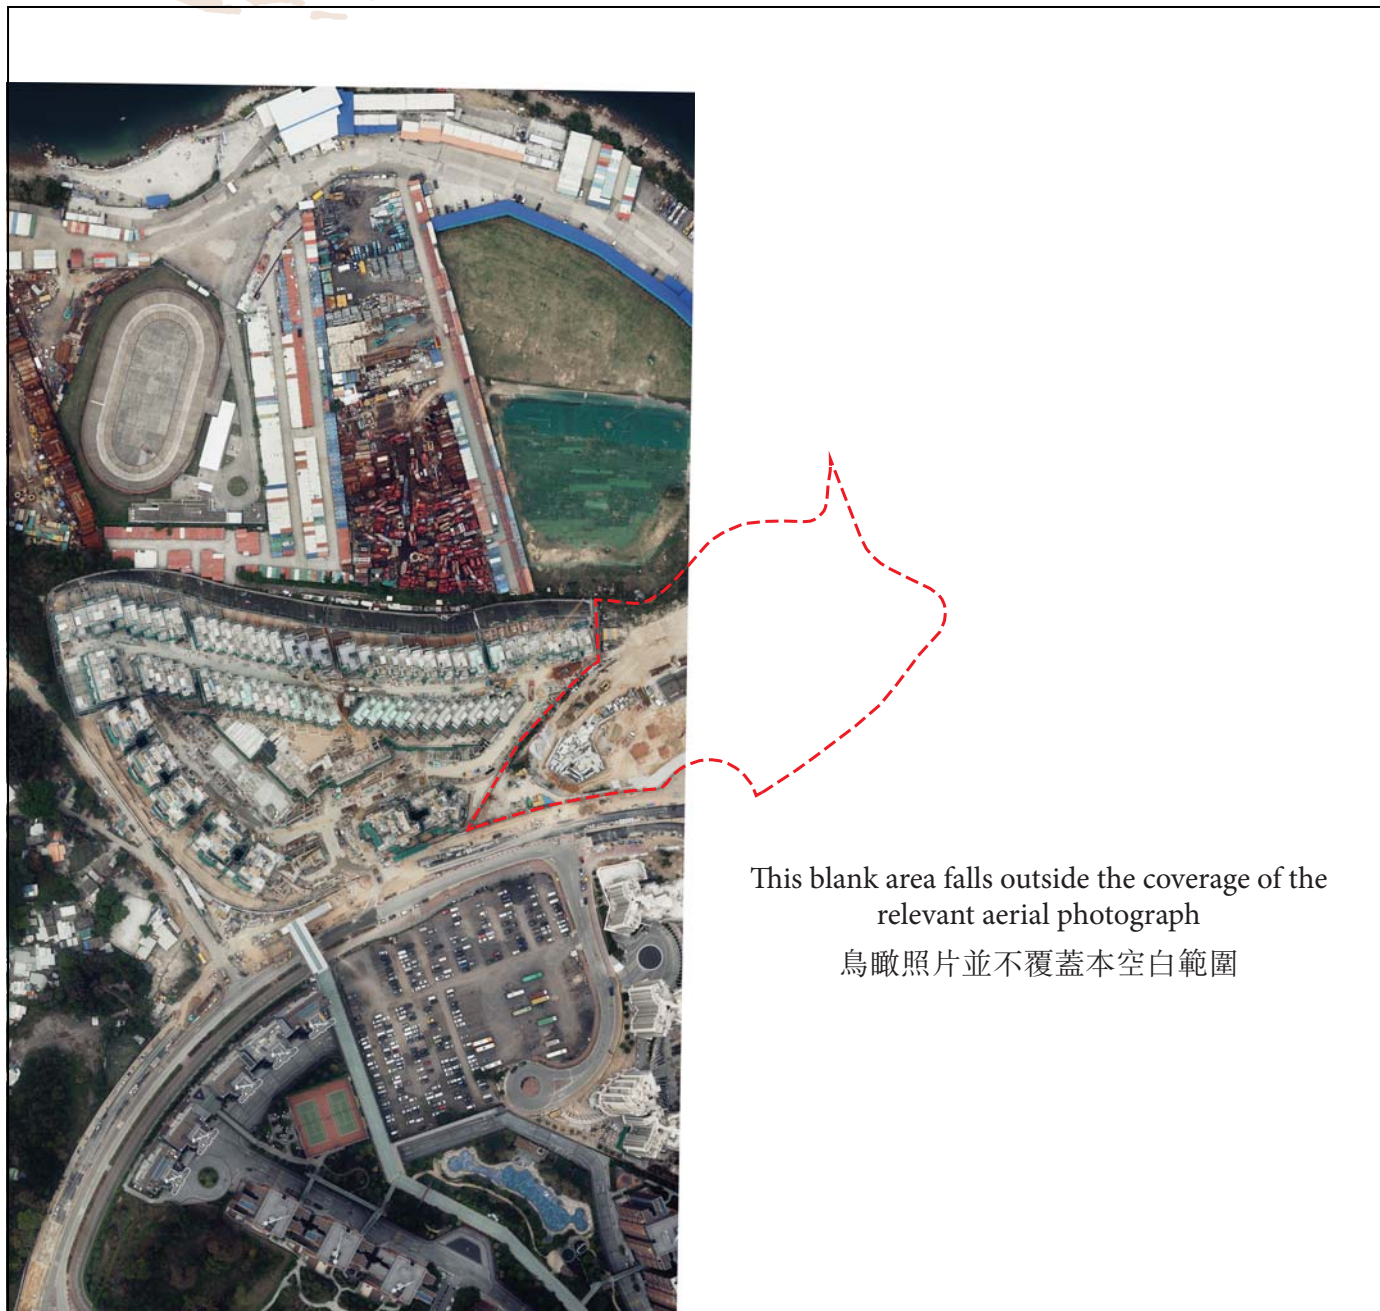 This blank area falls outside the coverage of the
relevant aerial photograph
鳥瞰照片並不覆蓋本空白範圍